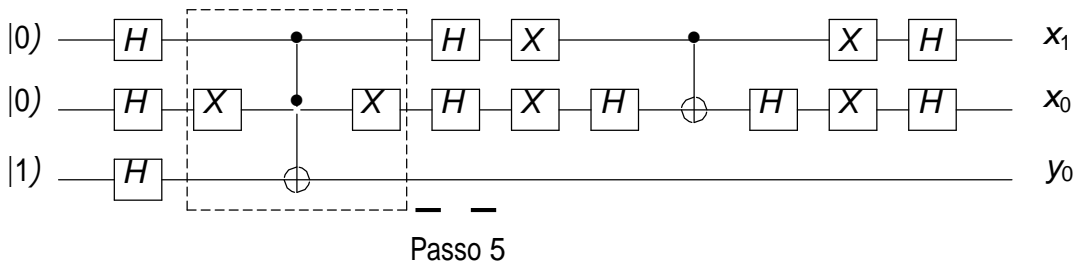 |0) H H X X H x₁
|0) H X X H X H H X H x₀
|1) H y₀
Passo 5